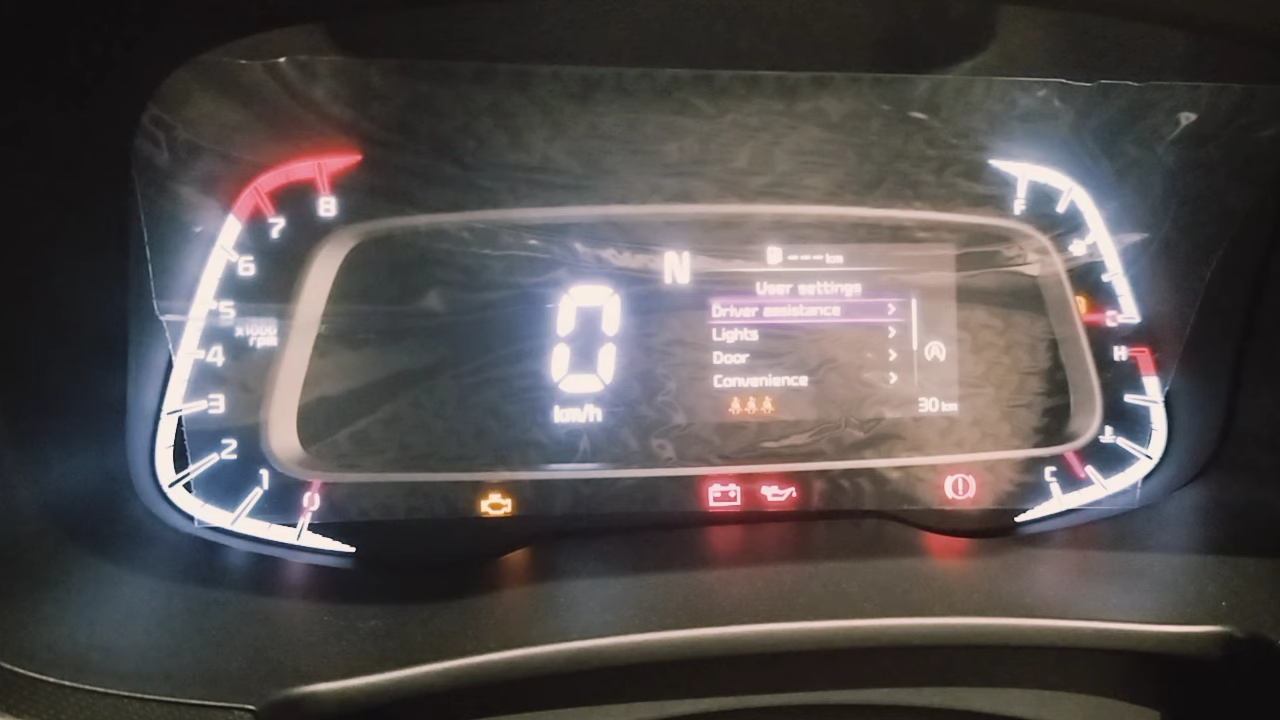 8
7
6
5
x1000
rpm
4
3
2
1
0
0
km/h
N
--- km
User settings
Driver assistance
Lights
Door
Convenience
A
30 km
F
H
C